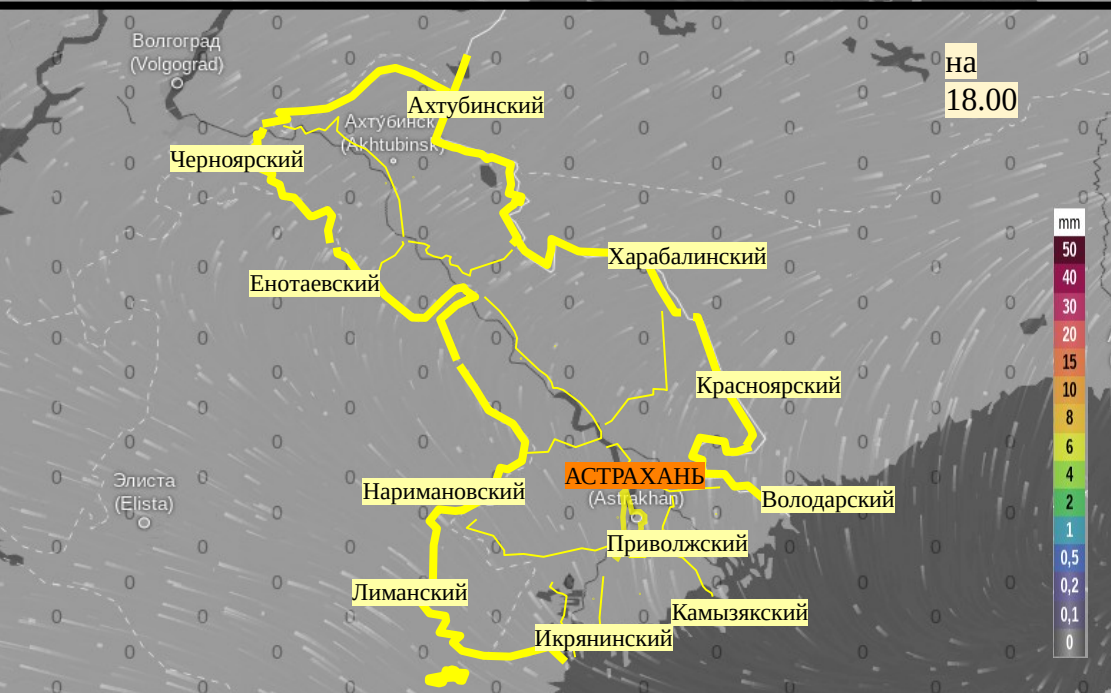 Волгоград
(Volgograd)
на
18.00
Ахтубинский
Ахту́бинск
(Akhtubinsk)
Черноярский
mm
50
40
30
20
15
10
8
6
4
2
1
0,5
0,2
0,1
0
Харабалинский
Енотаевский
Красноярский
АСТРАХАНЬ
(Astrakhan)
Элиста
(Elista)
Наримановский
Володарский
Приволжский
Лиманский
Камызякский
Икрянинский